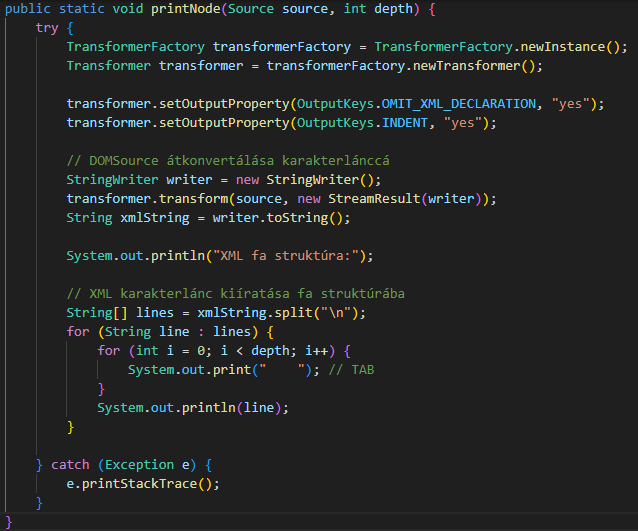 public static void printNode(Source source, int depth) {
    try {
        TransformerFactory transformerFactory = TransformerFactory.newInstance();
        Transformer transformer = transformerFactory.newTransformer();

        transformer.setOutputProperty(OutputKeys.OMIT_XML_DECLARATION, "yes");
        transformer.setOutputProperty(OutputKeys.INDENT, "yes");

        // DOMSource átkonvertálása karakterlánccá
        StringWriter writer = new StringWriter();
        transformer.transform(source, new StreamResult(writer));
        String xmlString = writer.toString();

        System.out.println("XML fa struktúra:");

        // XML karakterlánc kiíratása fa struktúrába
        String[] lines = xmlString.split("\n");
        for (String line : lines) {
            for (int i = 0; i < depth; i++) {
                System.out.print("    "); // TAB
            }
            System.out.println(line);
        }

    } catch (Exception e) {
        e.printStackTrace();
    }
}